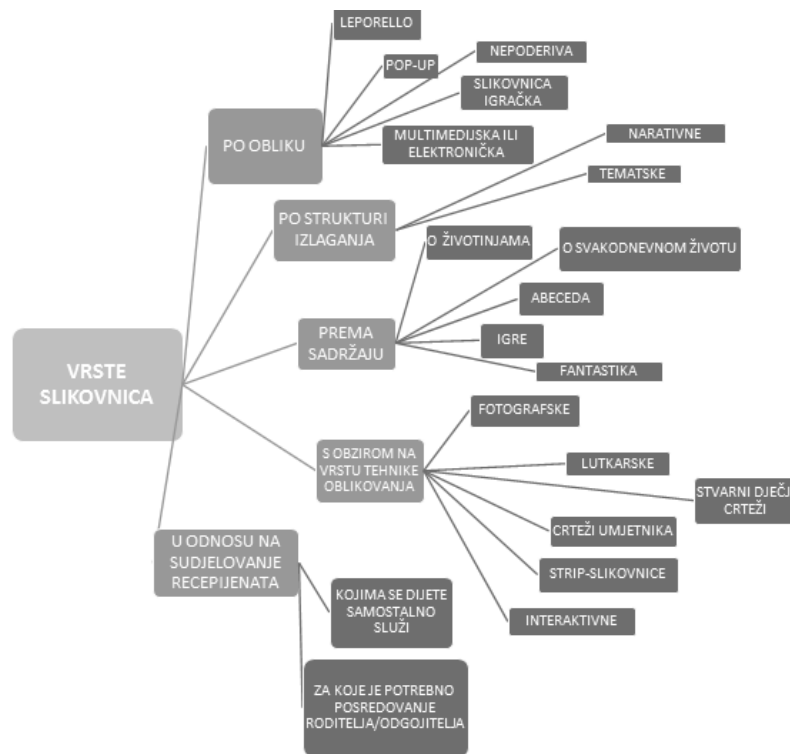 VRSTE
SLIKOVNICA
PO OBLIKU
LEPORELLO
POP-UP
NEPODERIVA
SLIKOVNICA
IGRAČKA
MULTIMEDIJSKA ILI
ELEKTRONIČKA
PO STRUKTURI
IZLAGANJA
NARATIVNE
TEMATSKE
PREMA
SADRŽAJU
O ŽIVOTINJAMA
O SVAKODNEVNOM ŽIVOTU
ABECEDA
IGRE
FANTASTIKA
S OBZIROM NA
VRSTU TEHNIKE
OBLIKOVANJA
FOTOGRAFSKE
LUTKARSKE
STVARNI DJEČJ
CRTEŽI
CRTEŽI UMJETNIKA
STRIP-SLIKOVNICE
INTERAKTIVNE
U ODNOSU NA
SUDJELOVANJE
RECEPIJENATA
KOJIMA SE DIJETE
SAMOSTALNO
SLUŽI
ZA KOJE JE POTREBNO
POSREDOVANJE
RODITELJA/ODGOJITELJA